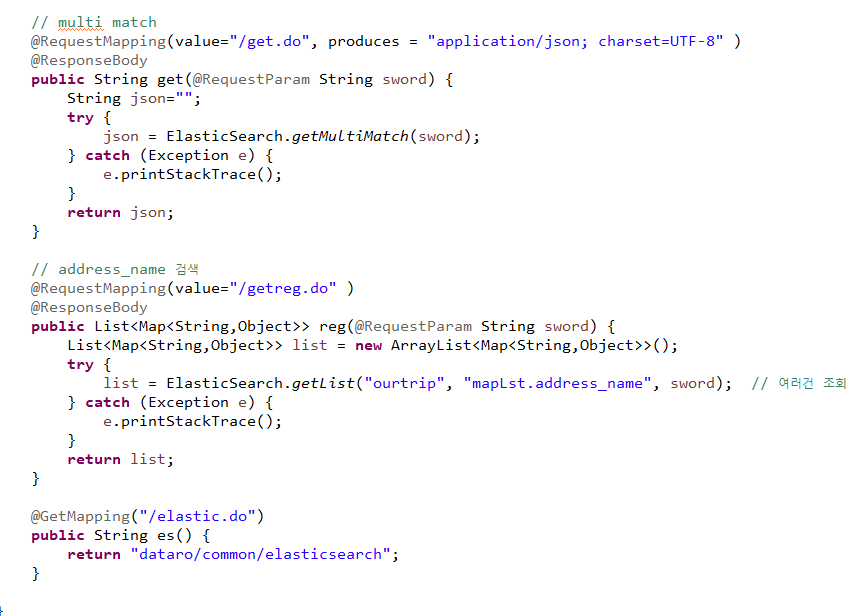 // multi match
@RequestMapping(value="/get.do", produces = "application/json; charset=UTF-8" )
@ResponseBody
public String get(@RequestParam String sword) {
String json="";
try {
json = ElasticSearch.getMultiMatch(sword);
} catch (Exception e) {
e.printStackTrace();
}
return json;
}
// address_name 검색
@RequestMapping(value="/getreg.do" )
@ResponseBody
public List<Map<String,Object>> reg(@RequestParam String sword) {
List<Map<String,Object>> list = new ArrayList<Map<String,Object>>();
try {
list = ElasticSearch.getList("ourtrip", "mapLst.address_name", sword);  // 여러건 조회
} catch (Exception e) {
e.printStackTrace();
}
return list;
}
@GetMapping("/elastic.do")
public String es() {
return "dataro/common/elasticsearch";
}
}